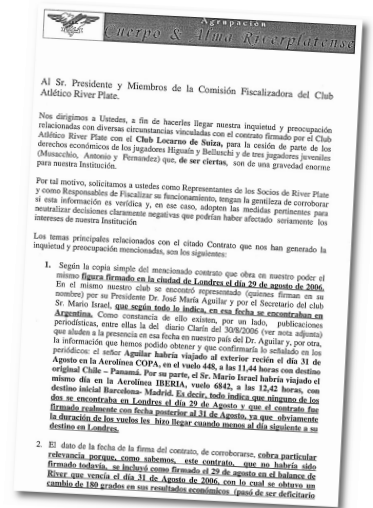 Agrupación
Cuerpo & Alma Riverplatense
Al Sr. Presidente y Miembros de la Comisión Fiscalizadora del Club
Atlético River Plate.
Nos dirigimos a Ustedes, a fin de hacerles llegar nuestra inquietud y preocupación
relacionadas con diversas circunstancias vinculadas con el contrato firmado por el Club
Atlético River Plate con el Club Locarno de Suiza, para la cesión de parte de los
derechos económicos de los jugadores Higuaín y Belluschi y de tres jugadores juveniles
(Musacchio, Antonio y Fernandez) que, de ser ciertas, son de una gravedad enorme
para nuestra Institución.
Por tal motivo, solicitamos a ustedes como Representantes de los Socios de River Plate
y como Responsables de Fiscalizar su funcionamiento, tengan la gentileza de corroborar
si esta información es verídica y, en ese caso, adopten las medidas pertinentes para
neutralizar decisiones claramente negativas que podrían haber afectado seriamente los
intereses de nuestra Institución
Los temas principales relacionados con el citado Contrato que nos han generado la
inquietud y preocupación mencionadas, son los siguientes:
1. Según la copia simple del mencionado contrato que obra en nuestro poder el
mismo figura firmado en la ciudad de Londres el día 29 de agosto de 2006.
En el mismo nuestro club se encontró representado (quienes firman en su
nombre) por su Presidente Dr. José María Aguilar y por el Secretario del club
Sr. Mario Israel, que según todo lo indica, en esa fecha se encontraban en
Argentina. Como constancia de ello existen, por un lado, publicaciones
periodísticas, entre ellas la del diario Clarín del 30/8/2006 (ver nota adjunta)
que aluden a la presencia en esa fecha en nuestro país del Dr. Aguilar y, por otra,
la información que hemos podido obtener y que confirmaría lo señalado en los
periódicos: el señor Aguilar habría viajado al exterior recién el día 31 de
Agosto en la Aerolínea COPA, en el vuelo 448, a las 11,44 horas con destino
original Chile – Panamá. Por su parte, el Sr. Mario Israel habría viajado el
mismo día en la Aerolínea IBERIA, vuelo 6842, a las 12,42 horas, con
destino inicial Barcelona- Madrid. Es decir, todo indica que ninguno de los
dos se encontraba en Londres el día 29 de Agosto y que el contrato fue
firmado realmente con fecha posterior al 31 de Agosto, ya que obviamente
la duración de los vuelos les hizo llegar cuando menos al día siguiente a su
destino en Londres.
2. El dato de la fecha de la firma del contrato, de corroborarse, cobra particular
relevancia porque, como sabemos, este contrato, que no habría sido
firmado todavía, se incluyó como firmado el 29 de agosto en el balance de
River que vencía el día 31 de Agosto de 2006, con lo cual se obtuvo un
cambio de 180 grados en sus resultados económicos (pasó de ser deficitario